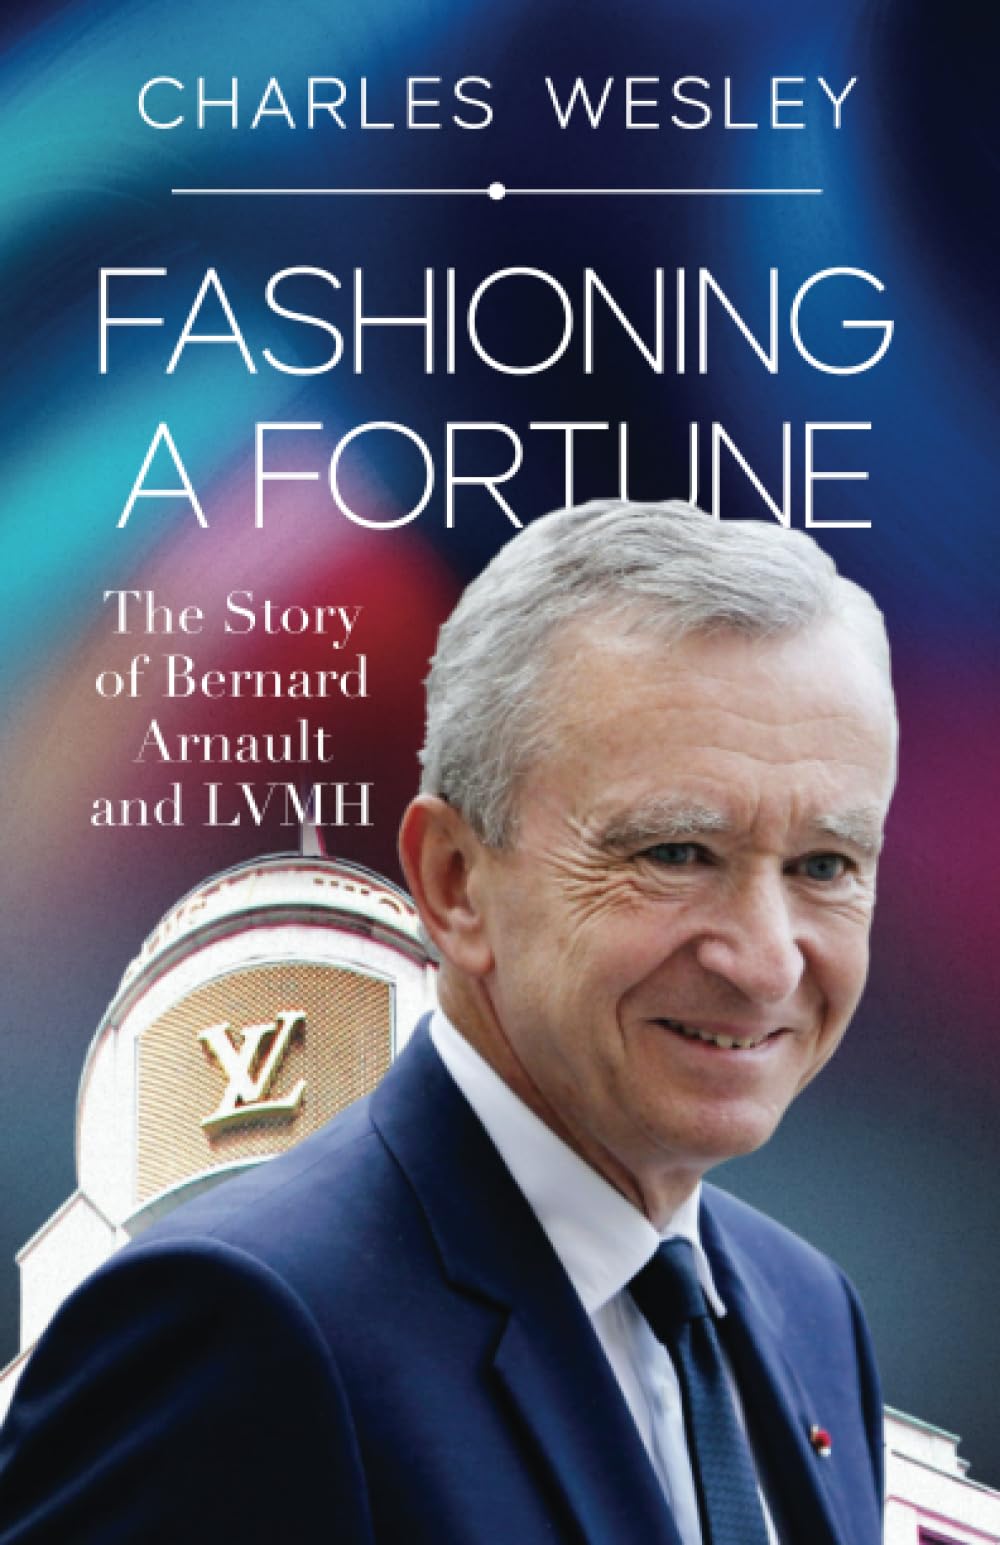 CHARLES WESLEY
FASHIONING
A FORTUNE
The Story
of Bernard
Arnault
and LVMH
LV